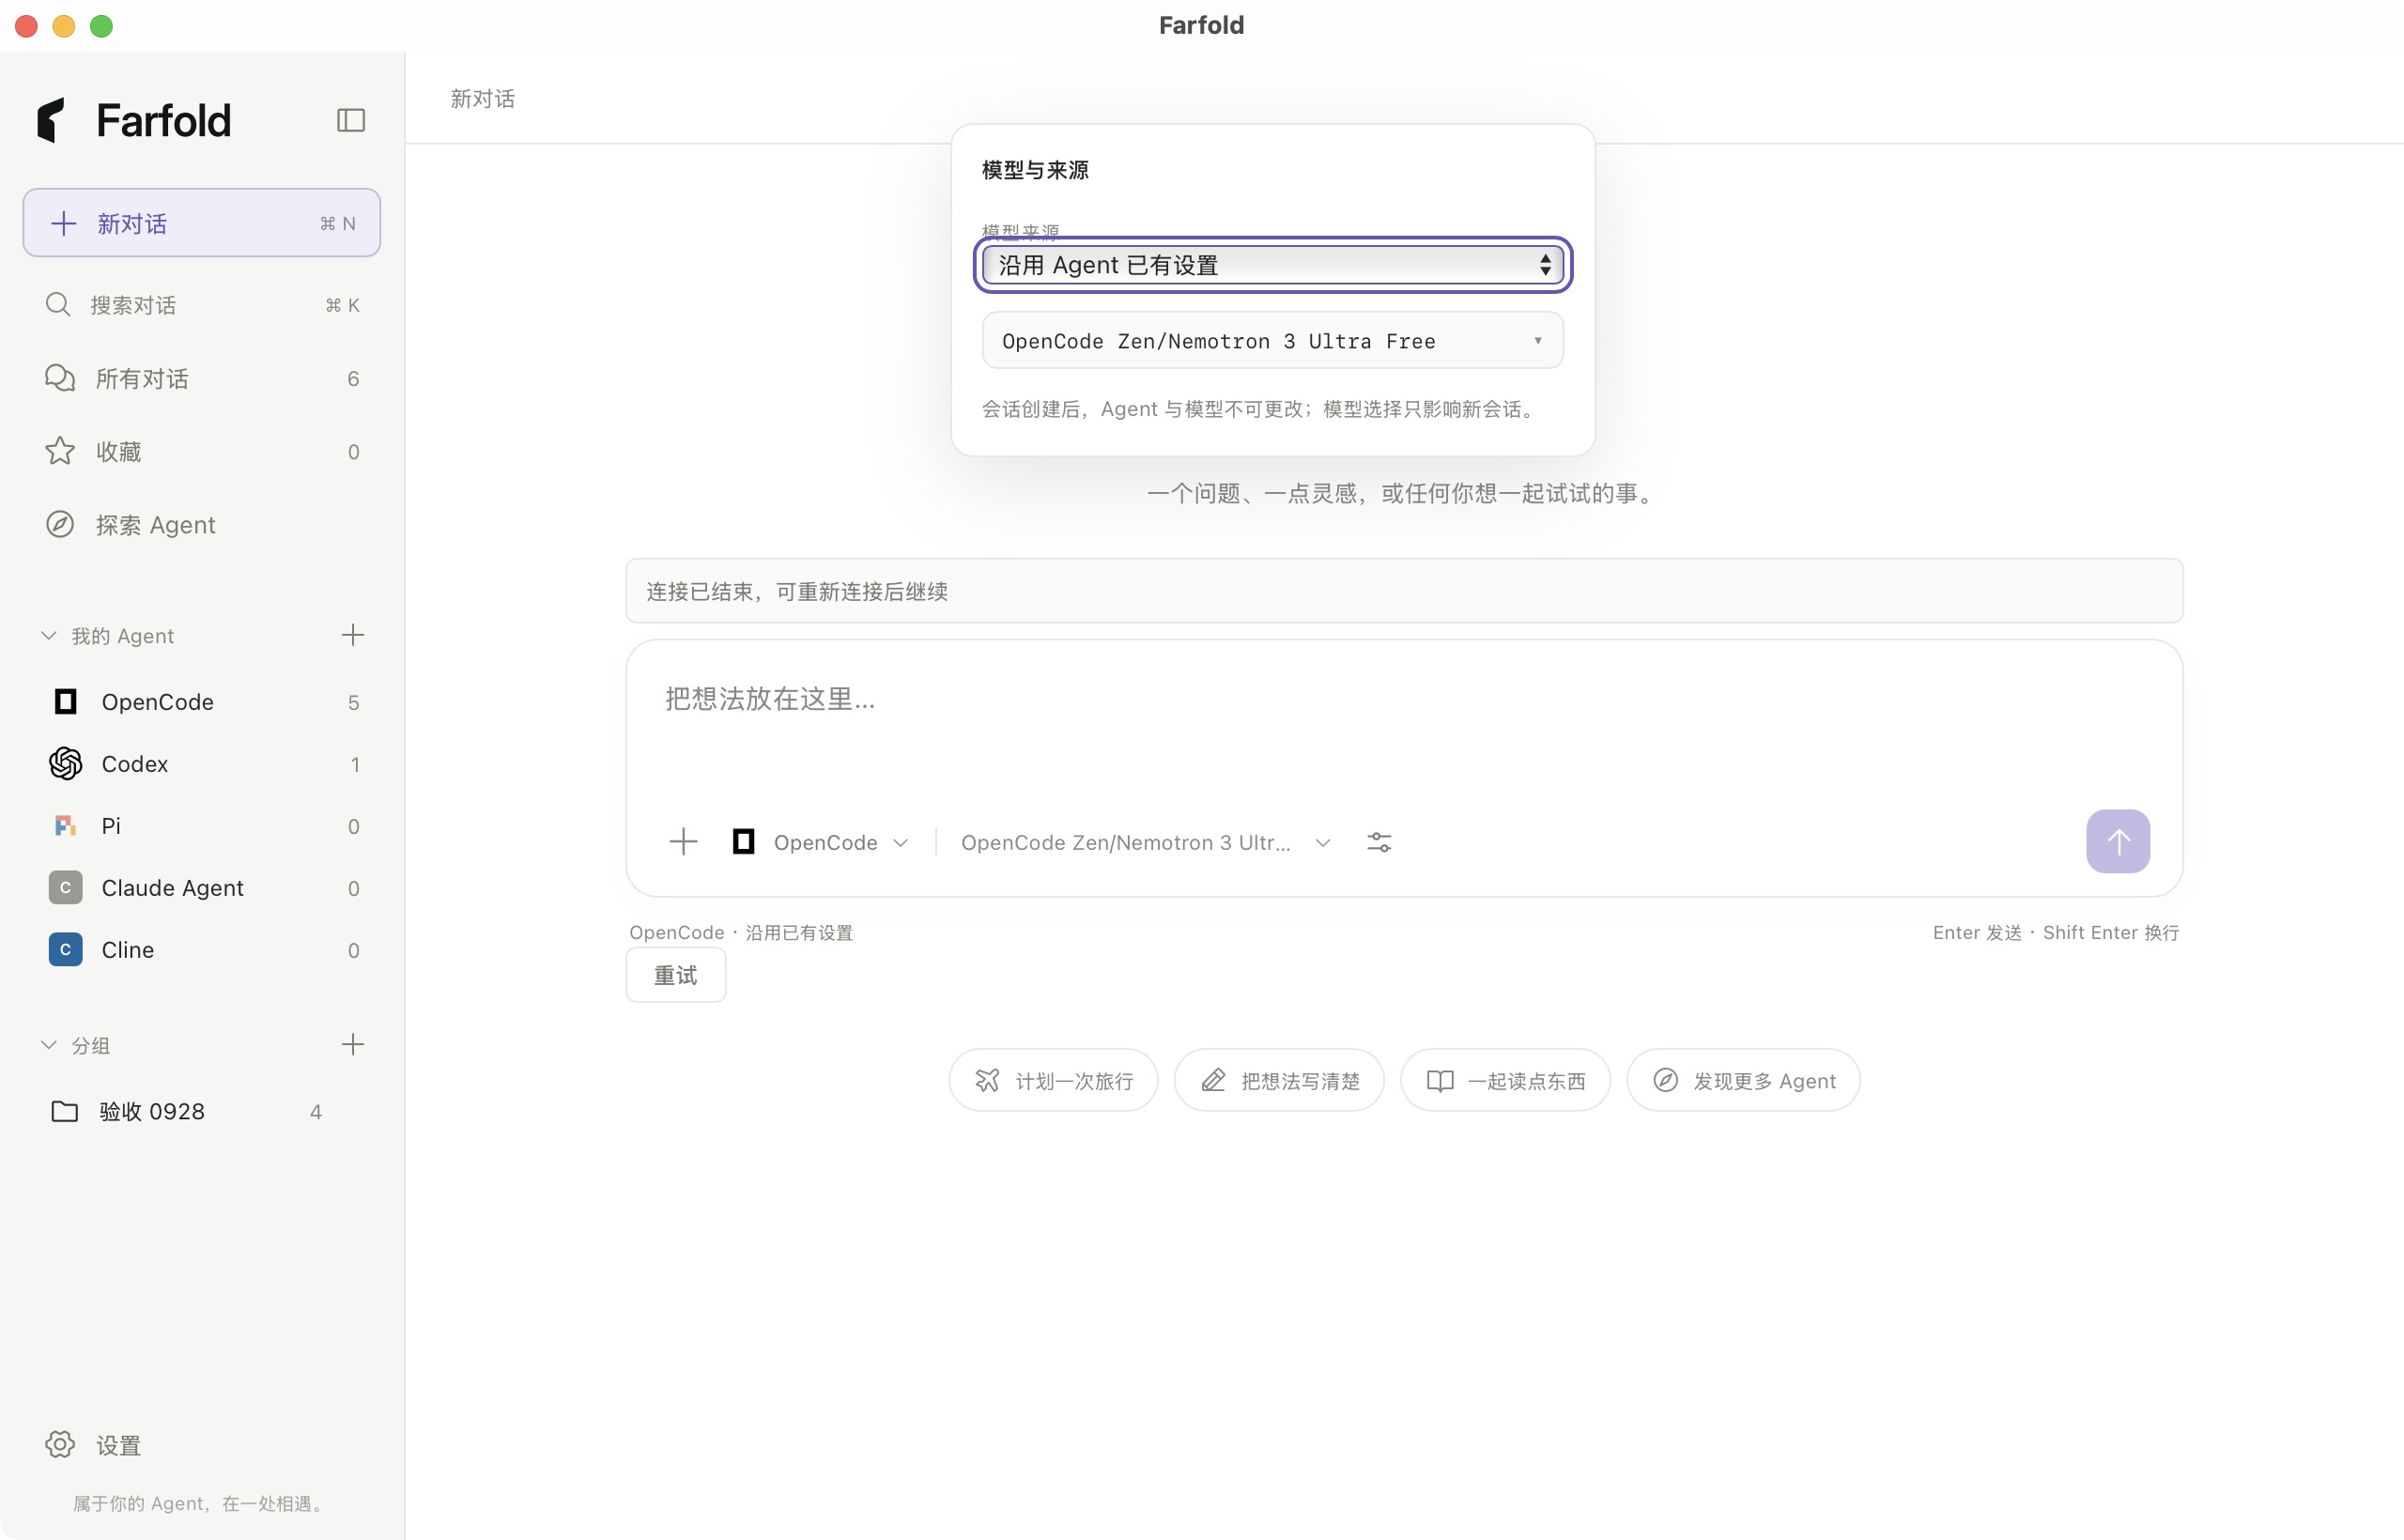 Farfold
Farfold
新对话 ⌘ N
搜索对话 ⌘ K
所有对话 6
收藏 0
探索 Agent
我的 Agent
OpenCode 5
Codex 1
Pi 0
C Claude Agent 0
C Cline 0
分组
验收 0928 4
设置
属于你的 Agent，在一处相遇。
新对话
模型与来源
模型来源
沿用 Agent 已有设置
OpenCode Zen/Nemotron 3 Ultra Free
会话创建后，Agent 与模型不可更改；模型选择只影响新会话。
一个问题、一点灵感，或任何你想一起试试的事。
连接已结束，可重新连接后继续
把想法放在这里...
OpenCode OpenCode Zen/Nemotron 3 Ultr...
OpenCode · 沿用已有设置 Enter 发送 · Shift Enter 换行
重试
计划一次旅行 把想法写清楚 一起读点东西 发现更多 Agent